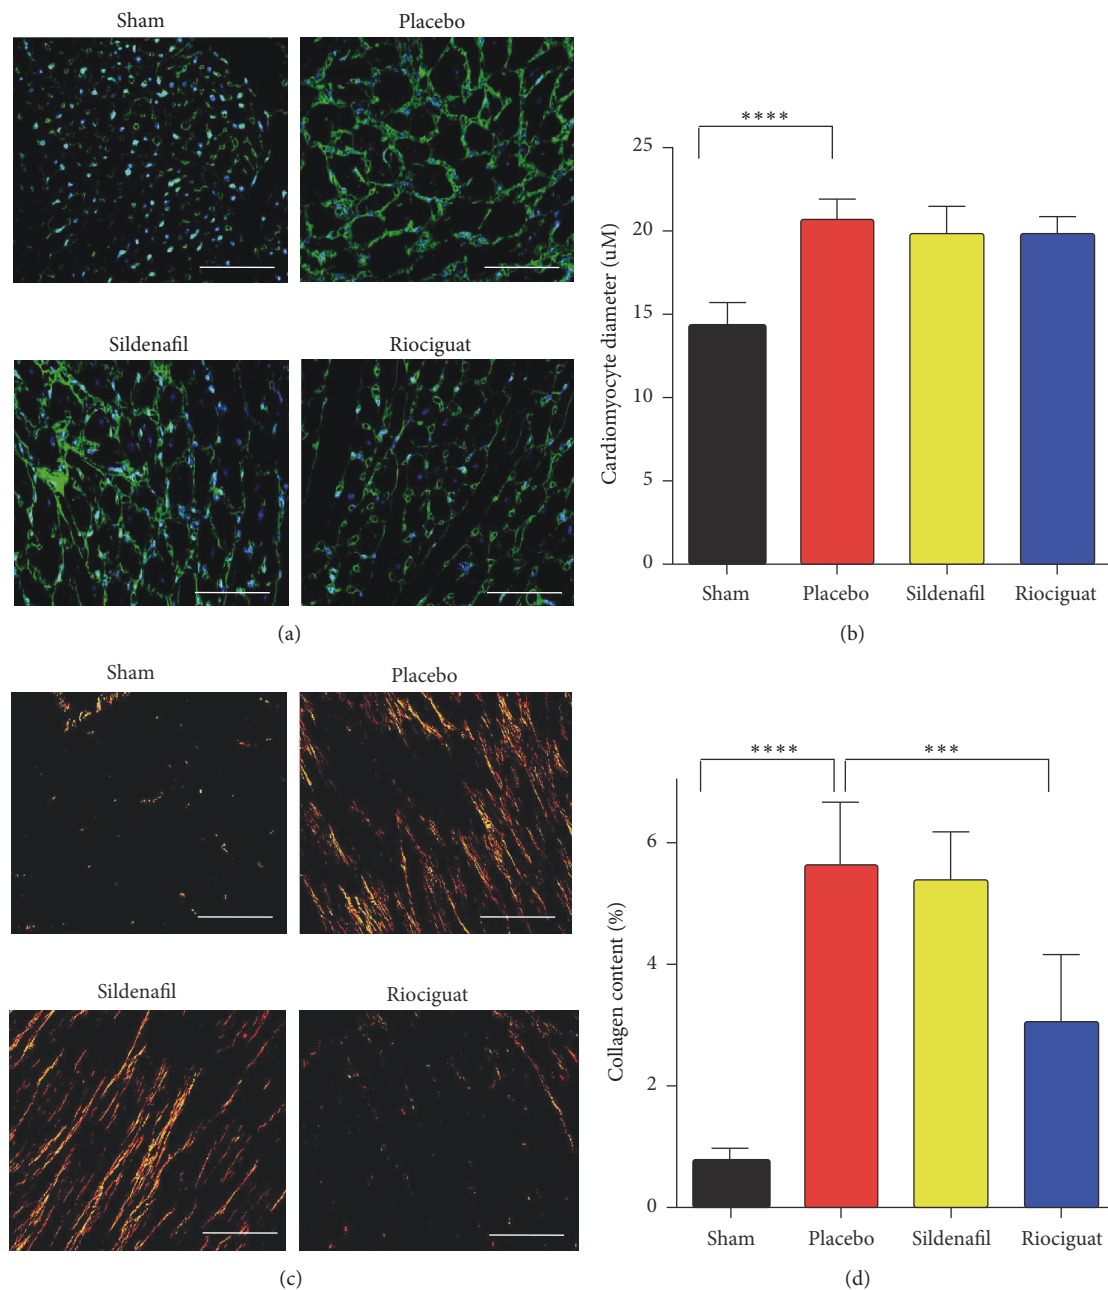 Sham
Placebo
Sildenafil
Riociguat
(a)
****
Cardiomyocyte diameter (uM)
25
20
15
10
5
0
Sham
Placebo
Sildenafil
Riociguat
(b)
Sham
Placebo
Sildenafil
Riociguat
(c)
****
***
Collagen content (%)
6
4
2
0
Sham
Placebo
Sildenafil
Riociguat
(d)